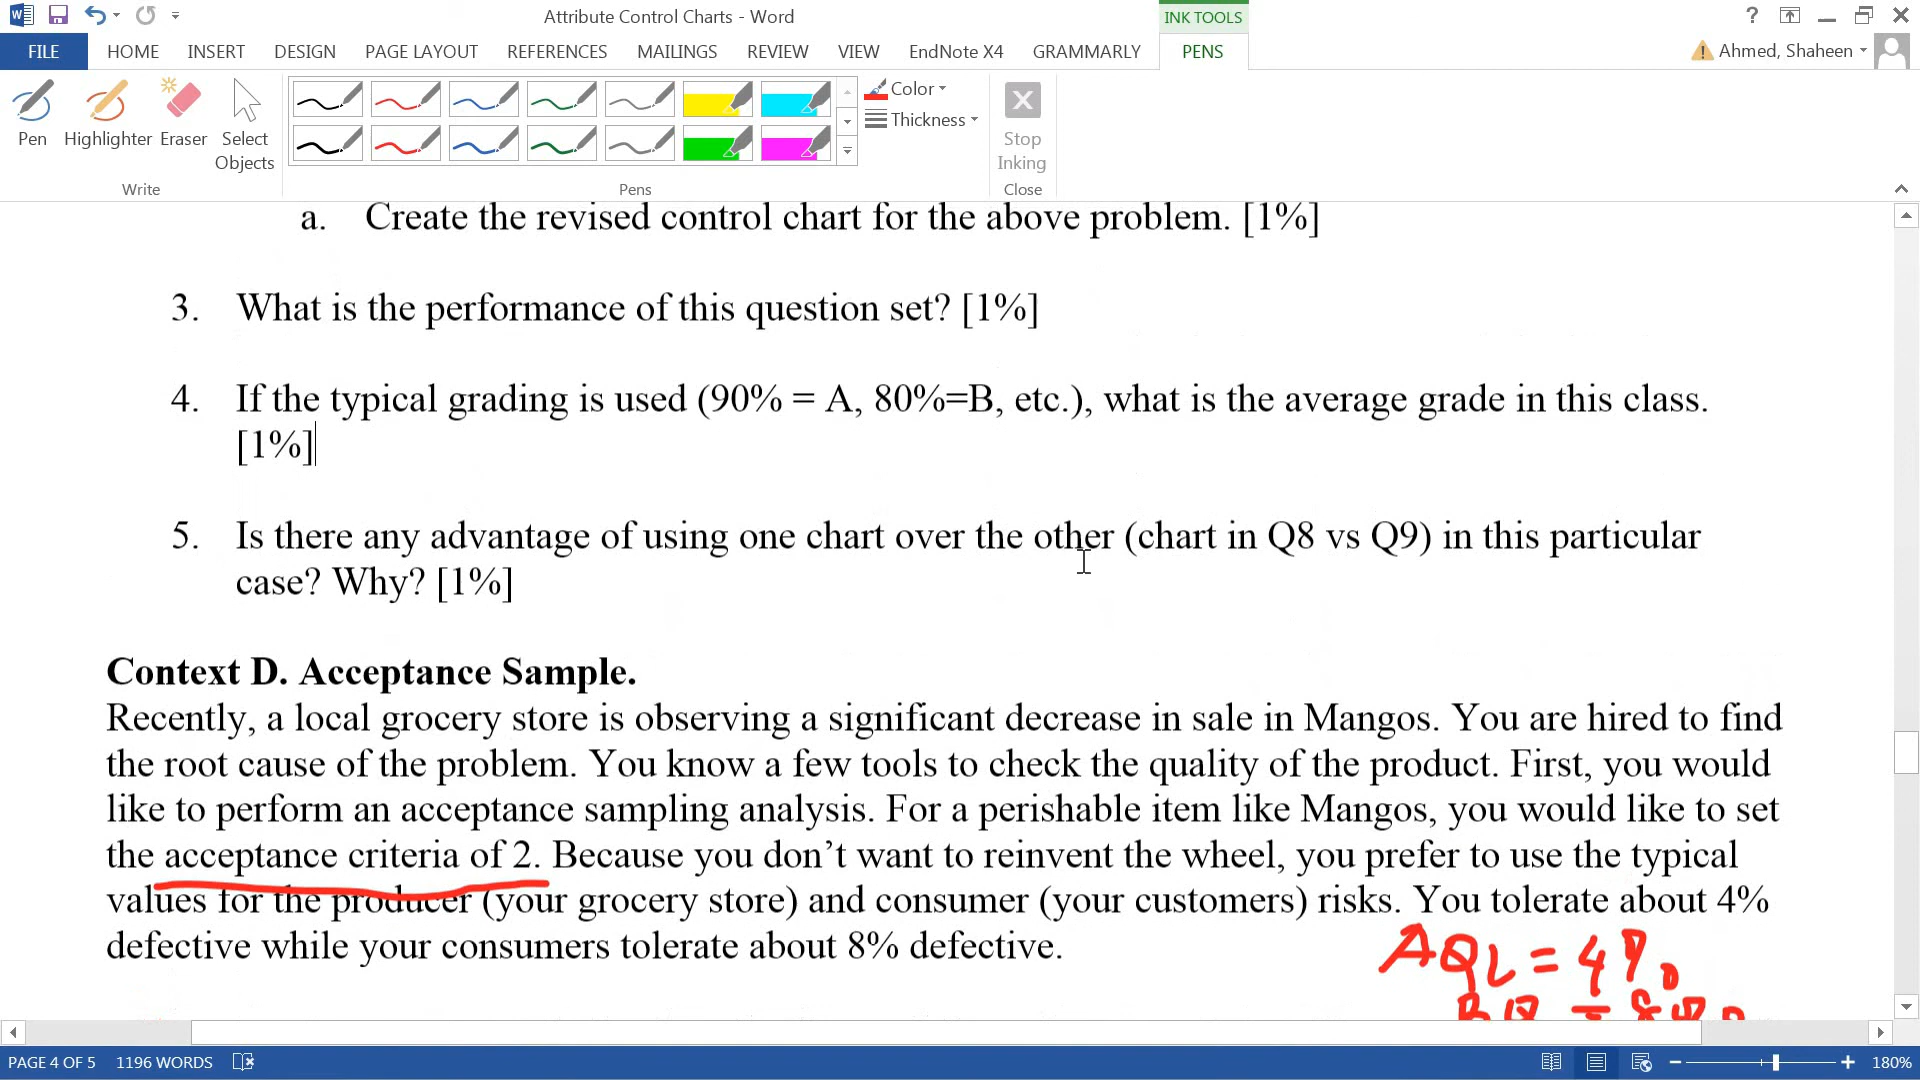 Attribute Control Charts - Word
INK TOOLS
FILE HOME INSERT DESIGN PAGE LAYOUT REFERENCES MAILINGS REVIEW VIEW EndNote X4 GRAMMARLY PENS
Ahmed, Shaheen
Pen Highlighter Eraser Select Objects
Color
Thickness
Stop Inking
Write Pens Close
a. Create the revised control chart for the above problem. [1%]
3. What is the performance of this question set? [1%]
4. If the typical grading is used (90% = A, 80%=B, etc.), what is the average grade in this class.
[1%]
5. Is there any advantage of using one chart over the other (chart in Q8 vs Q9) in this particular
case? Why? [1%]
Context D. Acceptance Sample.
Recently, a local grocery store is observing a significant decrease in sale in Mangos. You are hired to find
the root cause of the problem. You know a few tools to check the quality of the product. First, you would
like to perform an acceptance sampling analysis. For a perishable item like Mangos, you would like to set
the acceptance criteria of 2. Because you don’t want to reinvent the wheel, you prefer to use the typical
values for the producer (your grocery store) and consumer (your customers) risks. You tolerate about 4%
defective while your consumers tolerate about 8% defective.
AQL = 4%
PAGE 4 OF 5 1196 WORDS 180%